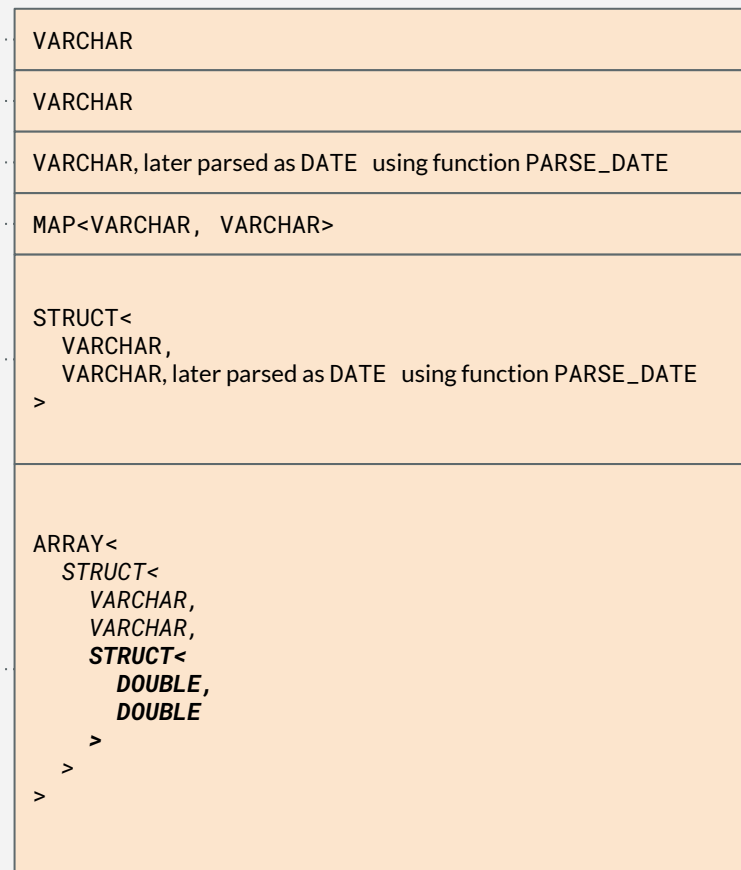 VARCHAR
VARCHAR
VARCHAR, later parsed as DATE using function PARSE_DATE
MAP<VARCHAR, VARCHAR>
STRUCT<
VARCHAR,
VARCHAR, later parsed as DATE using function PARSE_DATE
>
ARRAY<
STRUCT<
VARCHAR,
VARCHAR,
STRUCT<
DOUBLE,
DOUBLE
>
>
>